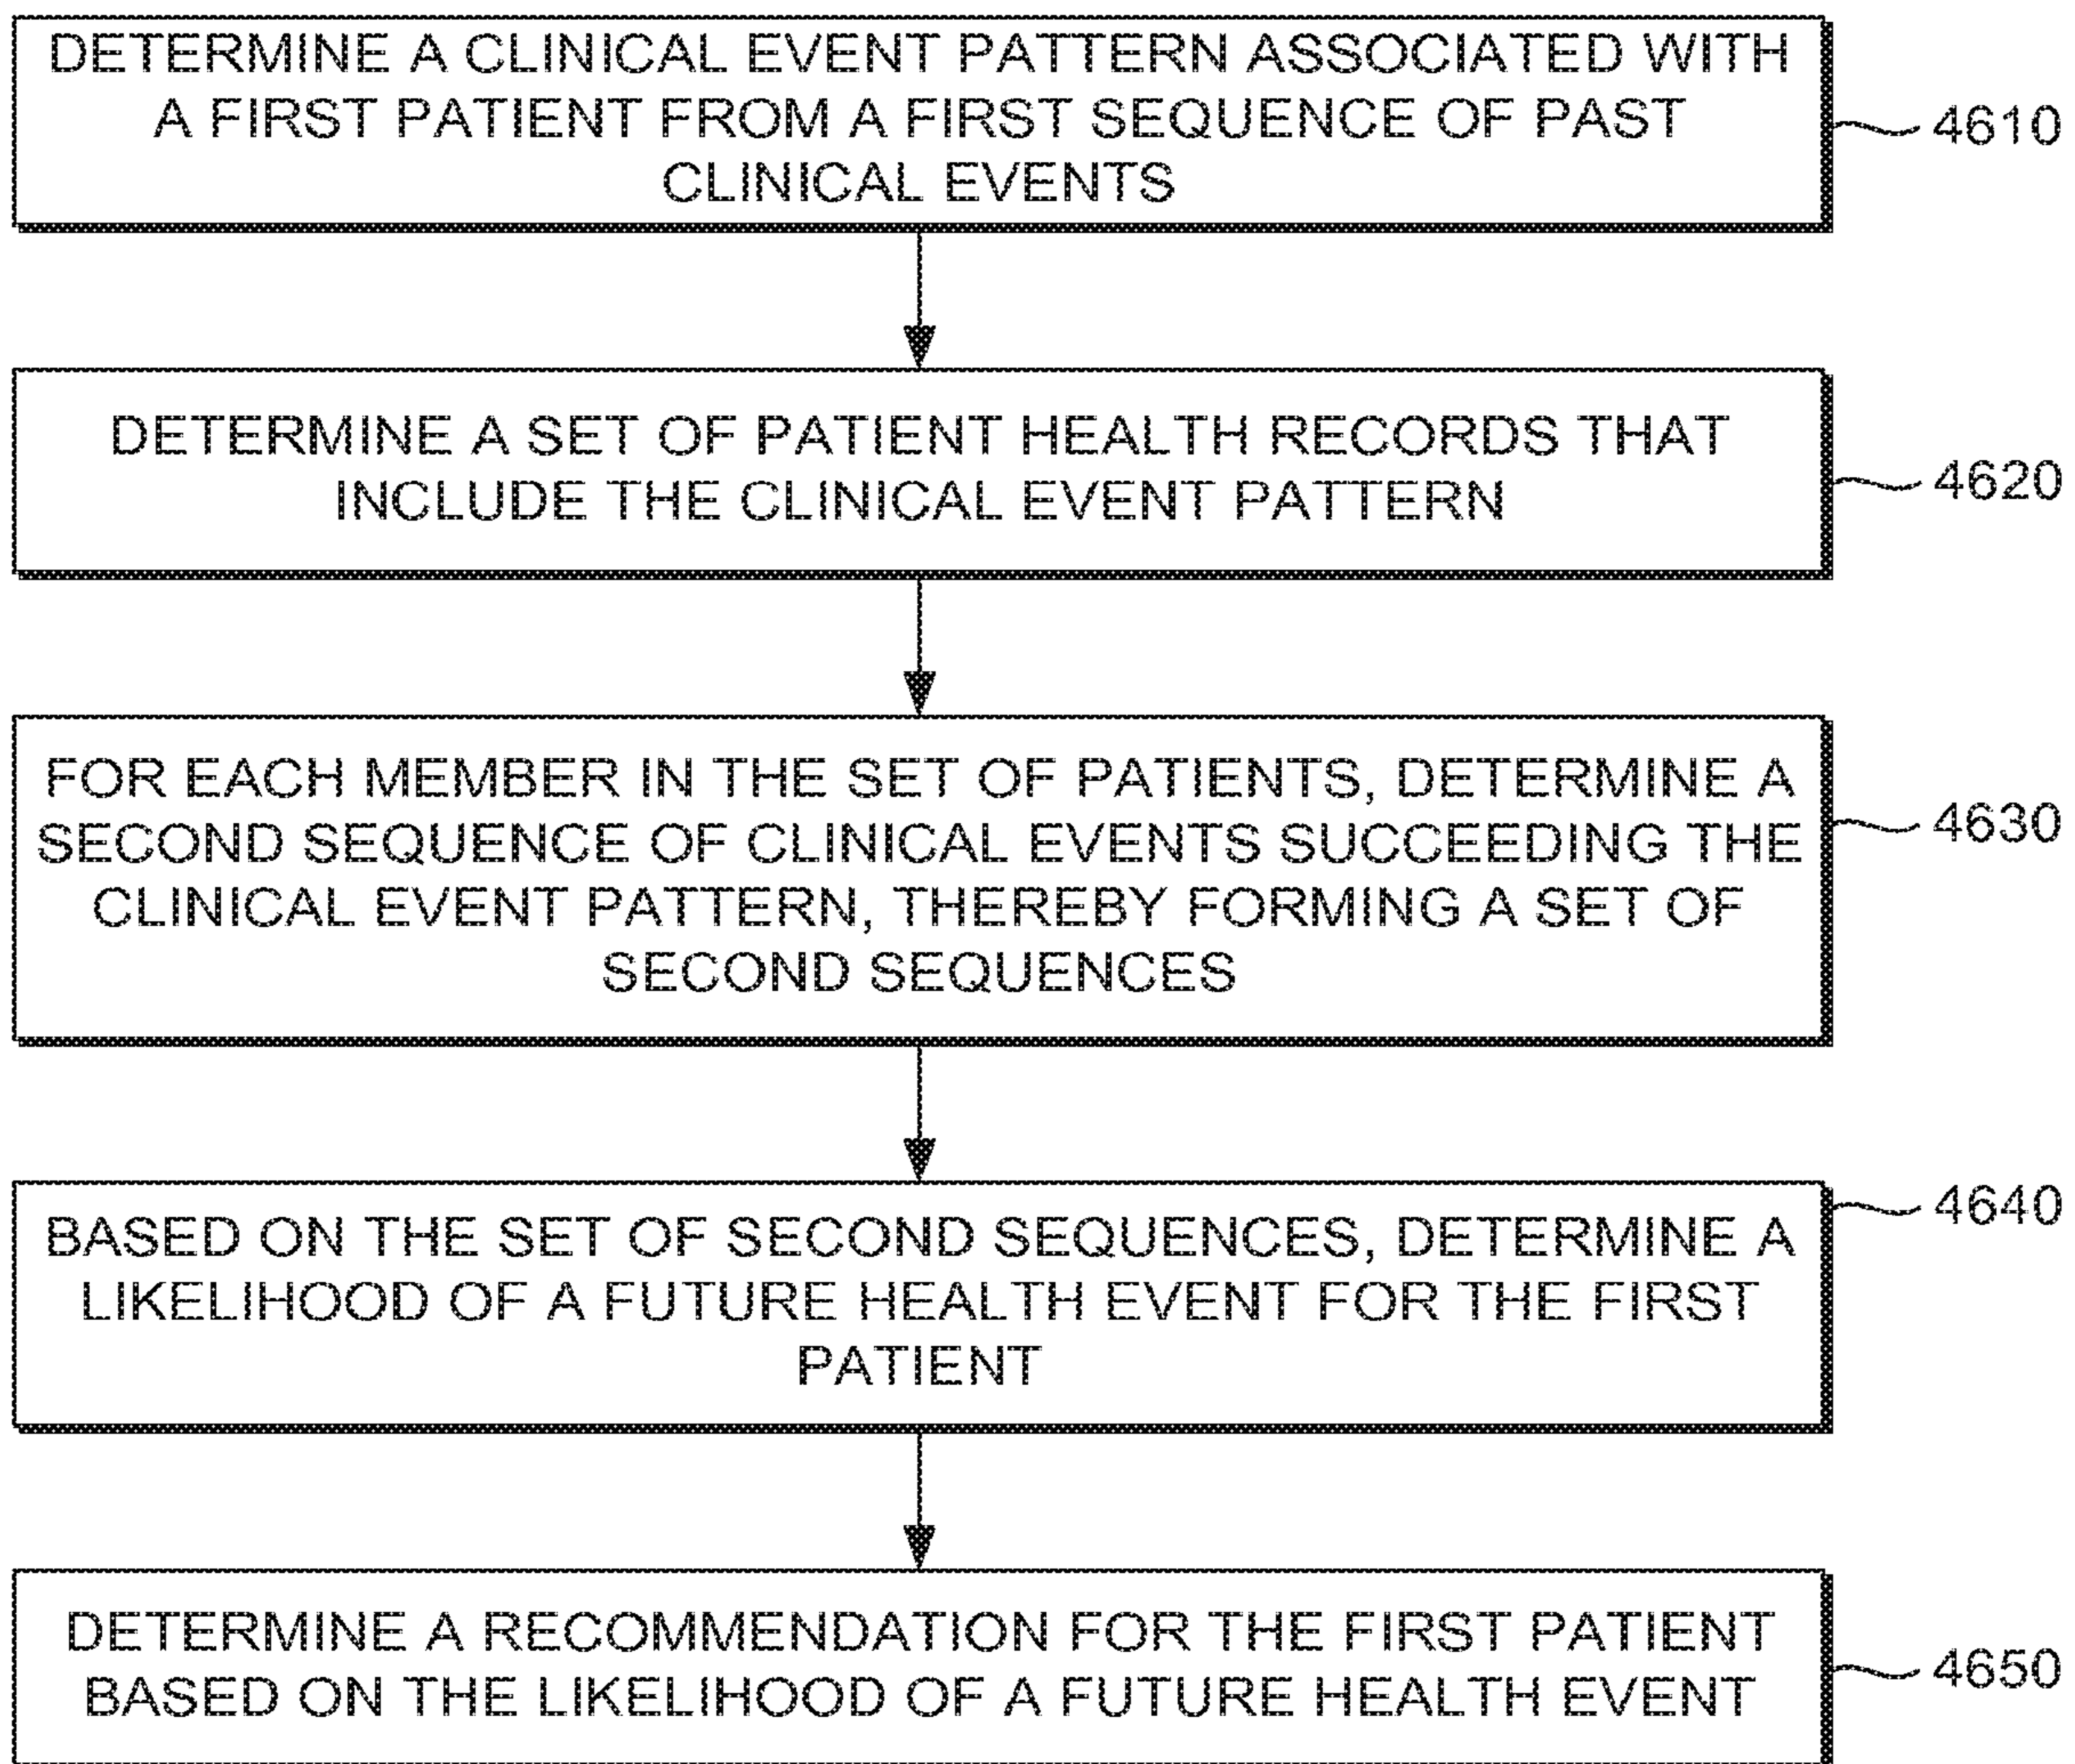 DETERMINE A CLINICAL EVENT PATTERN ASSOCIATED WITH
A FIRST PATIENT FROM A FIRST SEQUENCE OF PAST
CLINICAL EVENTS
4610
DETERMINE A SET OF PATIENT HEALTH RECORDS THAT
INCLUDE THE CLINICAL EVENT PATTERN
4620
FOR EACH MEMBER IN THE SET OF PATIENTS, DETERMINE A
SECOND SEQUENCE OF CLINICAL EVENTS SUCCEEDING THE
CLINICAL EVENT PATTERN, THEREBY FORMING A SET OF
SECOND SEQUENCES
4630
BASED ON THE SET OF SECOND SEQUENCES, DETERMINE A
LIKELIHOOD OF A FUTURE HEALTH EVENT FOR THE FIRST
PATIENT
4640
DETERMINE A RECOMMENDATION FOR THE FIRST PATIENT
BASED ON THE LIKELIHOOD OF A FUTURE HEALTH EVENT
4650